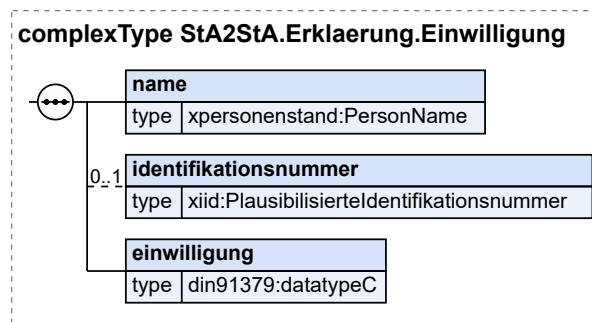 complexType StA2StA.Erklaerung.Einwilligung
name
type xpersonenstand:PersonName
0..1
identifikationsnummer
type xiid:PlausibilisierteIdentifikationsnummer
einwilligung
type din91379:datatypeC